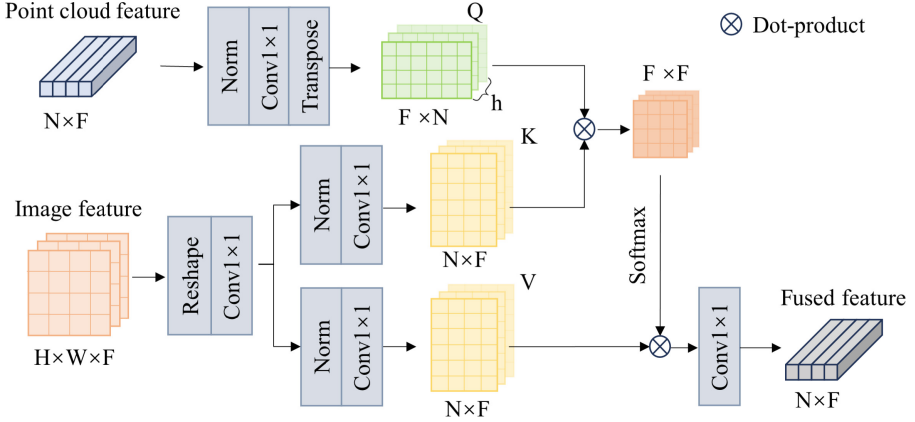 Point cloud feature
N×F
Norm
Conv1×1
Transpose
Q
h
F ×N
Dot-product
F ×F
K
Norm
Conv1×1
N×F
Image feature
H×W×F
Reshape
Conv1×1
V
Norm
Conv1×1
N×F
Softmax
Conv1×1
Fused feature
N×F